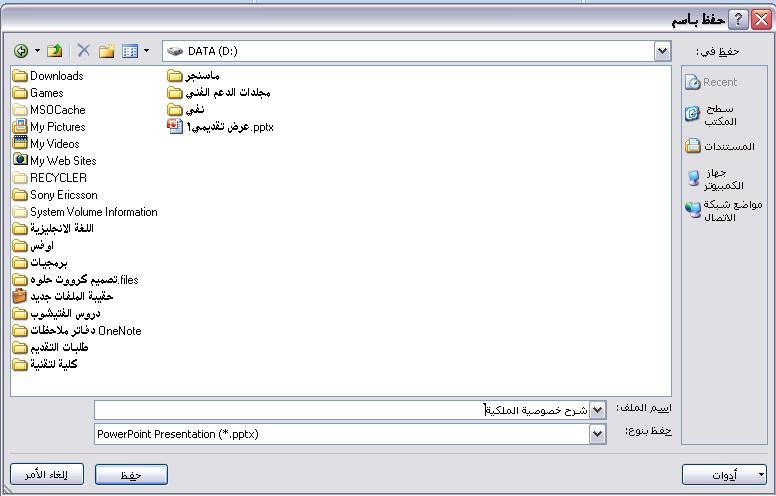 حفظ باسم
حفظ في:
DATA (D:)
Recent
سطح المكتب
المستندات
جهاز الكمبيوتر
مواضع شبكة الاتصال
Downloads
Games
MSOCache
My Pictures
My Videos
My Web Sites
RECYCLER
Sony Ericsson
System Volume Information
اللغة الانجليزية
اوفس
برمجيات
تصميم كرووت حلوه.files
حقيبة الملفات جديد
دروس الفتيشوب
دفاتر ملاحظات OneNote
طلبات التقديم
كلية لتقنية
ماسنجر
مجلدات الدعم الفني
نفي
عرض تقديمي1.pptx
اسم الملف:
شرح خصوصية الملكية
حفظ بنوع:
PowerPoint Presentation (*.pptx)
أدوات
حفظ
إلغاء الأمر